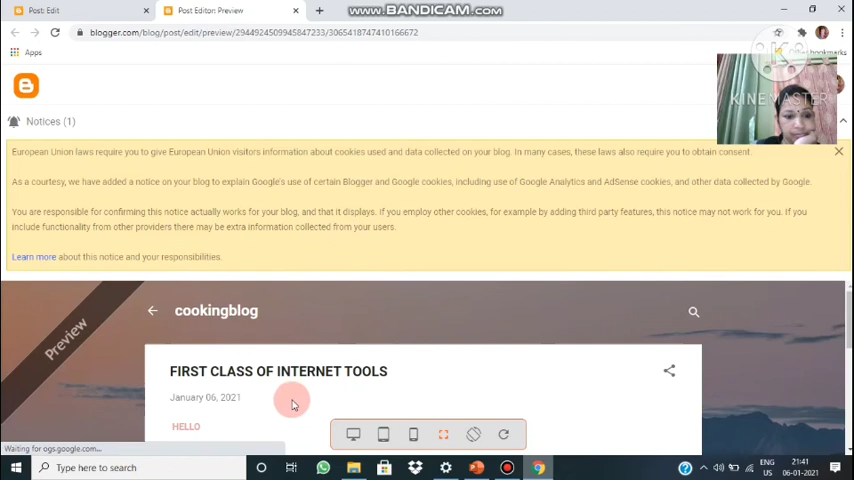 Post: Edit
Post Editor: Preview
www.BANDICAM.com
blogger.com/blog/post/edit/preview/2944924509945847233/3065418747410166672
Apps
Other bookmarks
KINEMASTER
Notices (1)
European Union laws require you to give European Union visitors information about cookies used and data collected on your blog. In many cases, these laws also require you to obtain consent.
As a courtesy, we have added a notice on your blog to explain Google's use of certain Blogger and Google cookies, including use of Google Analytics and AdSense cookies, and other data collected by Google.
You are responsible for confirming this notice actually works for your blog, and that it displays. If you employ other cookies, for example by adding third party features, this notice may not work for you. If you
include functionality from other providers there may be extra information collected from your users.
Learn more about this notice and your responsibilities.
Preview
cookingblog
FIRST CLASS OF INTERNET TOOLS
January 06, 2021
HELLO
Waiting for ogs.google.com...
Type here to search
ENG
US
21:41
06-01-2021